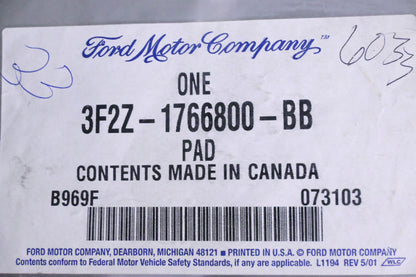 Ford Motor Company™
6033
ONE
3F2Z-1766800-BB
PAD
CONTENTS MADE IN CANADA
B969F 073103
FORD MOTOR COMPANY, DEARBORN, MICHIGAN 48121 ■ PRINTED IN U.S.A. © FORD MOTOR COMPANY
Contents conform to Federal Motor Vehicle Safety Standards, if any are applicable. L1194 REV 5/01 WLC